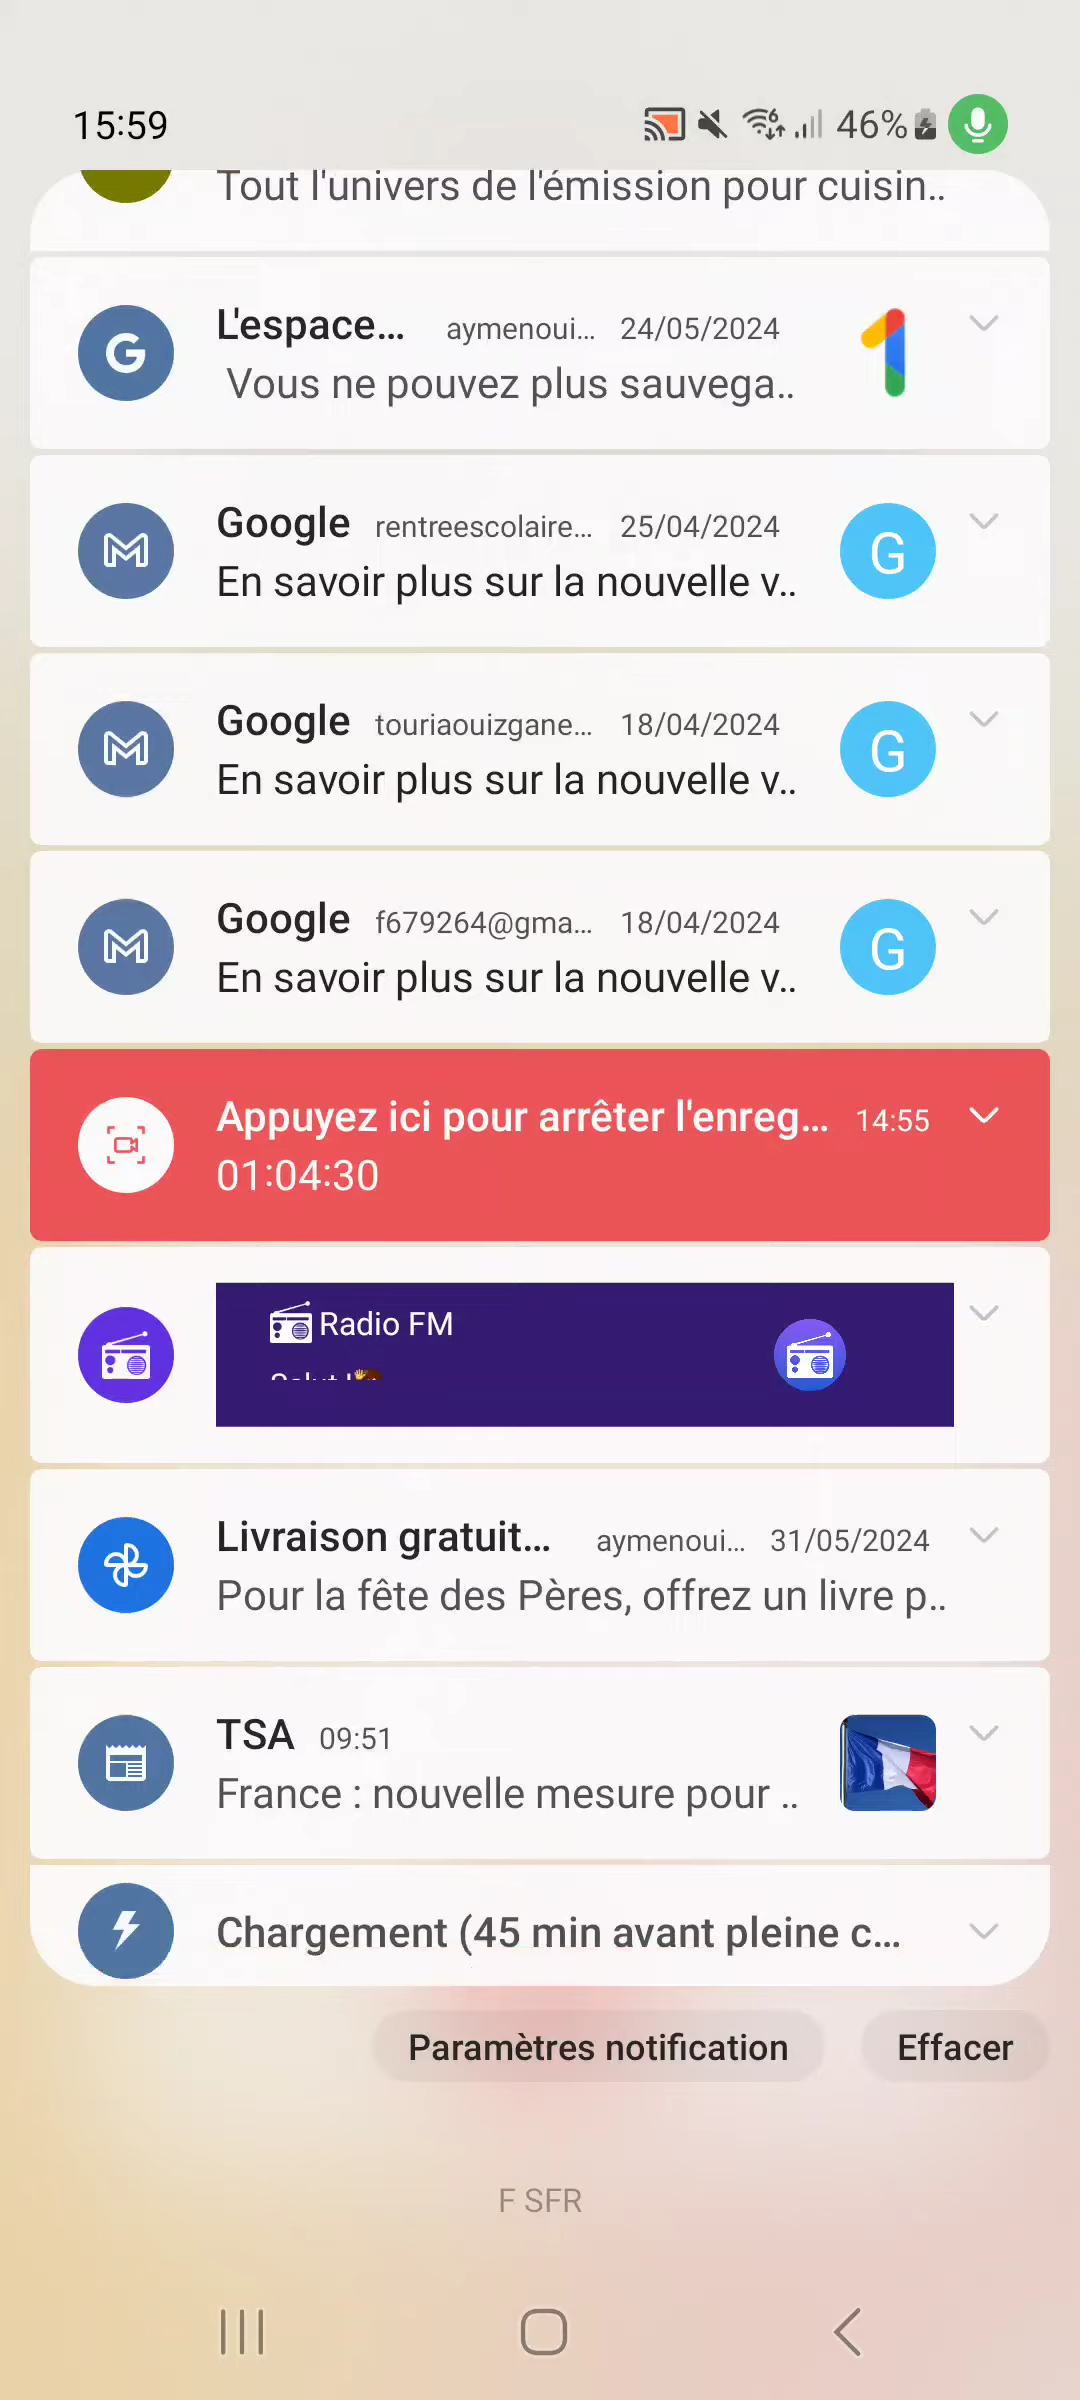 15:59
46%
Tout l'univers de l'émission pour cuisin..
L'espace... aymenoui... 24/05/2024
Vous ne pouvez plus sauvega..
Google rentreescolaire... 25/04/2024
En savoir plus sur la nouvelle v..
G
Google touriaouizgane... 18/04/2024
En savoir plus sur la nouvelle v..
G
Google f679264@gma... 18/04/2024
En savoir plus sur la nouvelle v..
G
Appuyez ici pour arrêter l'enreg... 14:55
01:04:30
Radio FM
Livraison gratuit... aymenoui... 31/05/2024
Pour la fête des Pères, offrez un livre p..
TSA 09:51
France : nouvelle mesure pour ..
Chargement (45 min avant pleine c...
Paramètres notification
Effacer
F SFR